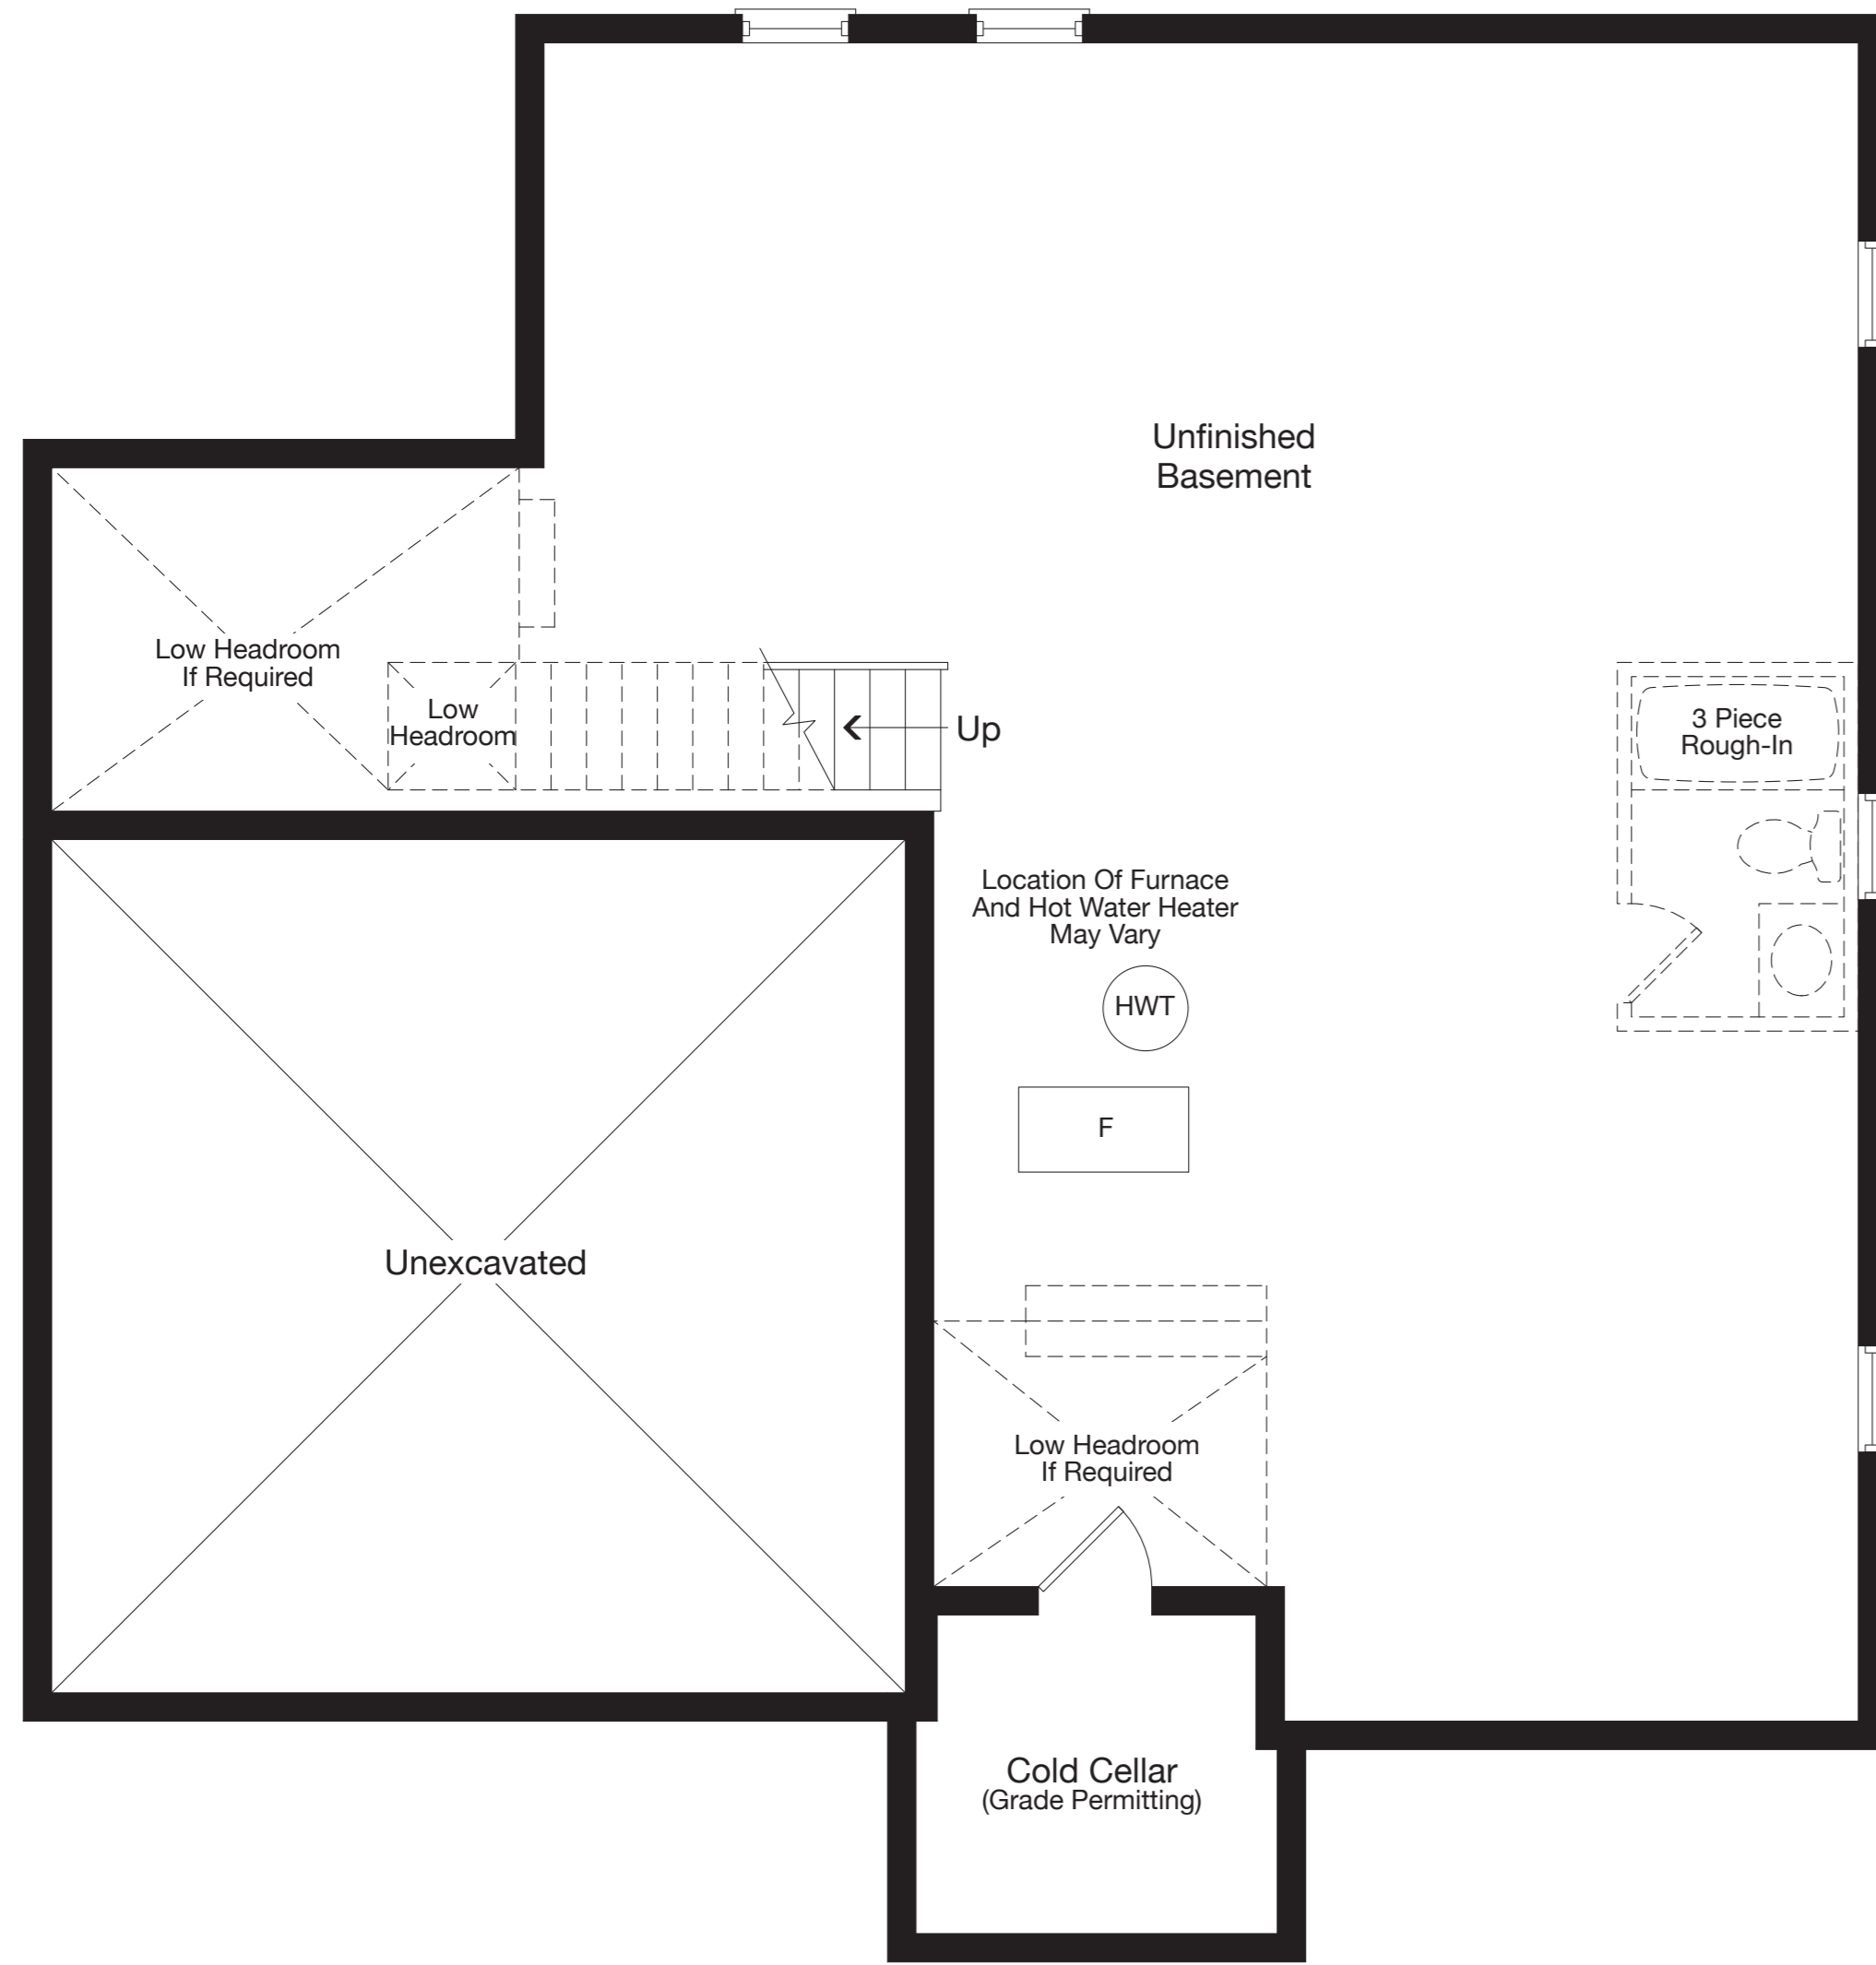 Unfinished
Basement
Low Headroom
If Required
Low
Headroom
Up
3 Piece
Rough-In
Location Of Furnace
And Hot Water Heater
May Vary
HWT
F
Unexcavated
Low Headroom
If Required
Cold Cellar
(Grade Permitting)